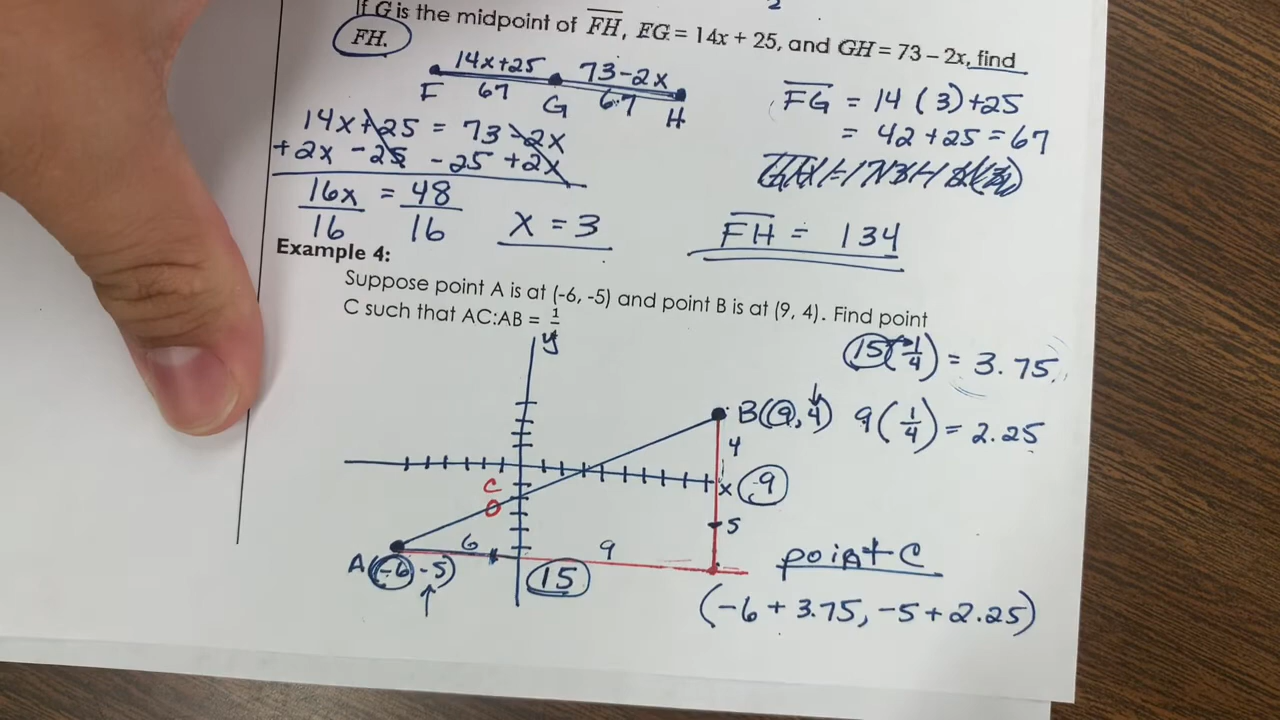 If G is the midpoint of FH, FG = 14x + 25, and GH = 73 – 2x, find
FH.
14x+25 73-2x
67 67
F G H
14x+25 = 73-2x
+2x -25 -25 +2x
16x = 48
16 16
x = 3
FG = 14(3)+25
= 42+25=67
FH = 134
Example 4:
Suppose point A is at (-6, -5) and point B is at (9, 4). Find point
C such that AC:AB = 1
y
15(1/4) = 3.75
B(9,4) 9(1/4) = 2.25
4
x 9
C
5
6 9
A(-6 -5) 15
point C
(-6+3.75, -5+2.25)